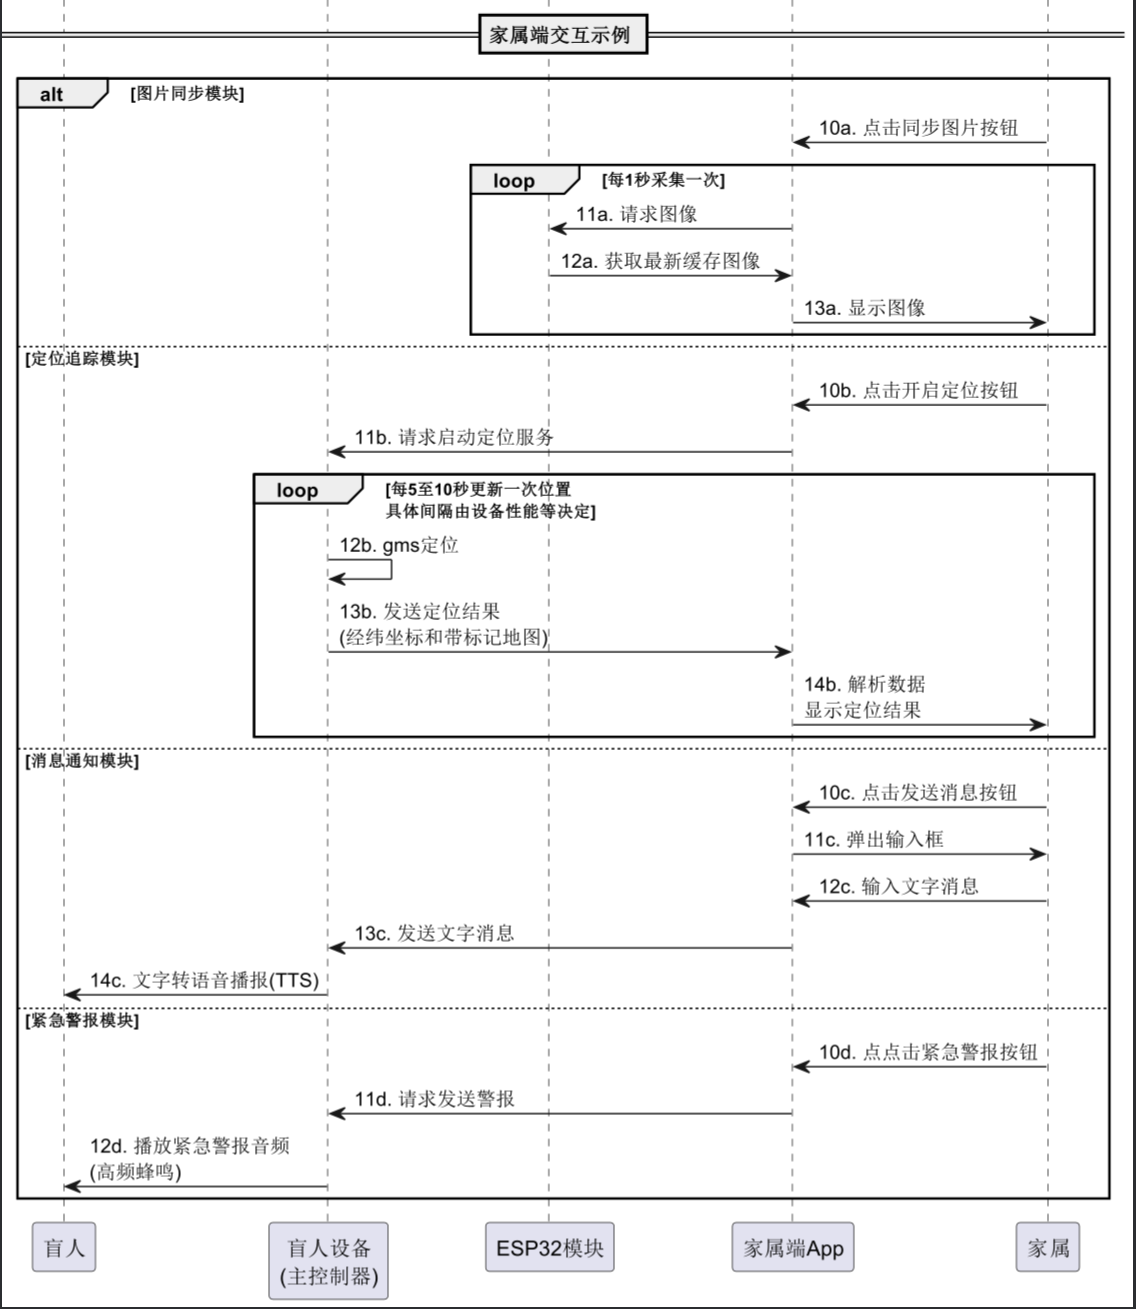 家属端交互示例
alt [图片同步模块]
10a. 点击同步图片按钮
loop [每1秒采集一次]
11a. 请求图像
12a. 获取最新缓存图像
13a. 显示图像
[定位追踪模块]
10b. 点击开启定位按钮
11b. 请求启动定位服务
loop [每5至10秒更新一次位置
具体间隔由设备性能等决定]
12b. gms定位
13b. 发送定位结果
(经纬坐标和带标记地图)
14b. 解析数据
显示定位结果
[消息通知模块]
10c. 点击发送消息按钮
11c. 弹出输入框
12c. 输入文字消息
13c. 发送文字消息
14c. 文字转语音播报(TTS)
[紧急警报模块]
10d. 点点击紧急警报按钮
11d. 请求发送警报
12d. 播放紧急警报音频
(高频蜂鸣)
盲人
盲人设备
(主控制器)
ESP32模块
家属端App
家属